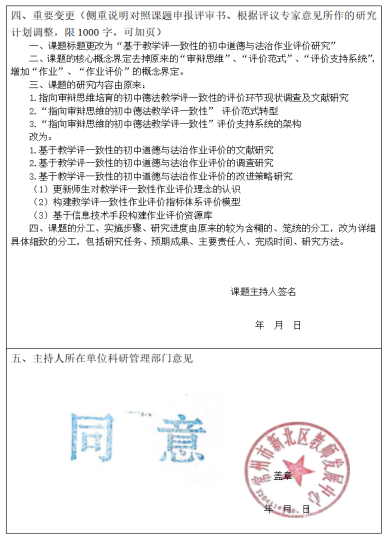 四、重要变更（侧重说明对照课题申报评审书、根据评议专家意见所作的研究
计划调整，限 1000 字，可加页）
一、课题标题更改为“基于教学评一致性的初中道德与法治作业评价研究”
二、课题的核心概念界定去掉原来的“审辩思维”、“评价范式”、“评价支持系统”，
增加“作业”、“作业评价”的概念界定。
三、课题的研究内容由原来：
1.指向审辩思维培育的初中德法教学评一致性的评价环节现状调查及文献研究
2.“指向审辩思维的初中德法教学评一致性” 评价范式转型
3.“指向审辩思维的初中德法教学评一致性”评价支持系统的架构
改为：
1.基于教学评一致性的初中道德与法治作业评价的文献研究
2.基于教学评一致性的初中道德与法治作业评价的调查研究
3.基于教学评一致性的初中道德与法治作业评价的改进策略研究
（1）更新师生对教学评一致性作业评价理念的认识
（2）构建教学评一致性作业评价指标体系评价模型
（3）基于信息技术手段构建作业评价资源库
四、课题的分工、实施步骤、研究进度由原来的较为含糊的、笼统的分工，改为详细
具体细致的分工，包括研究任务、预期成果、主要责任人、完成时间、研究方法。
课题主持人签名
年 月 日
五、主持人所在单位科研管理部门意见
同 意
常州市新北区教师发展中心
盖章
年 月 日